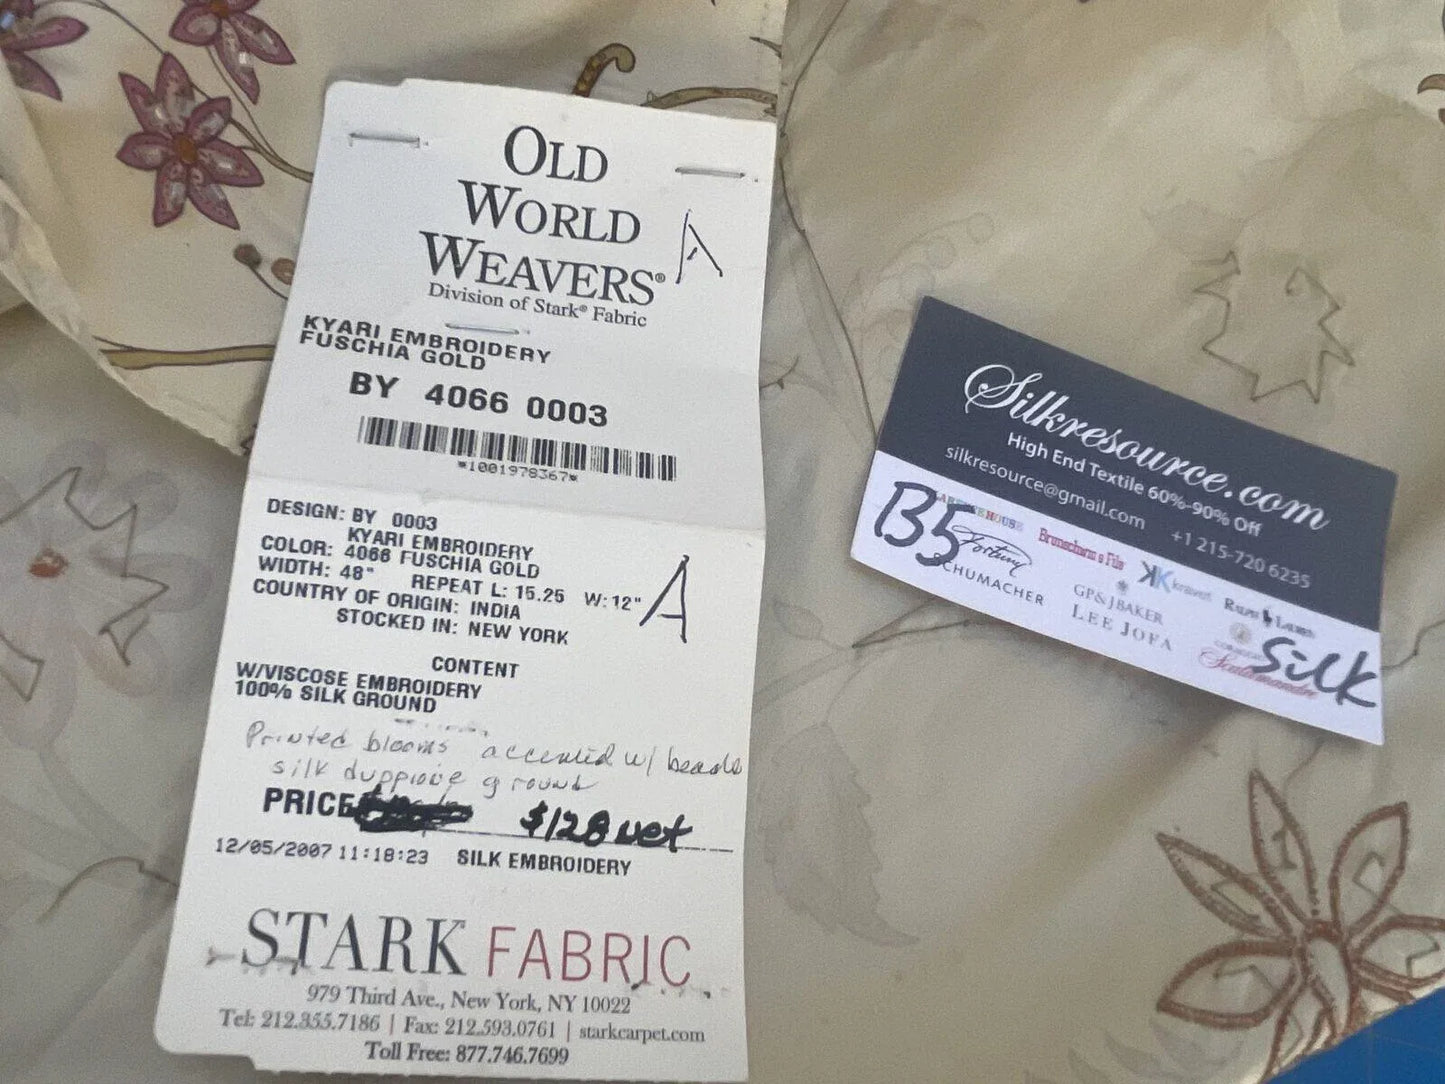 OLD
WORLD
WEAVERS®
Division of Stark® Fabric
A
KYARI EMBROIDERY
FUSCHIA GOLD
BY 4066 0003
*1001978367*
DESIGN: BY 0003
KYARI EMBROIDERY
COLOR: 4066 FUSCHIA GOLD
WIDTH: 48" REPEAT L: 15.25 W: 12"
COUNTRY OF ORIGIN: INDIA
STOCKED IN: NEW YORK
A
CONTENT
W/VISCOSE EMBROIDERY
100% SILK GROUND
Printed blooms accented w/ beads
silk duppioie ground
PRICE $128 net
12/05/2007 11:18:23 SILK EMBROIDERY
STARK FABRIC
979 Third Ave., New York, NY 10022
Tel: 212.355.7186 | Fax: 212.593.0761 | starkcarpet.com
Toll Free: 877.746.7699
Silkresource.com
High End Textile 60%-90% Off
silkresource@gmail.com +1 215-720 6235
B5
Fortuny
Brunschwig & Fils
kravet
RALPH LAUREN
SCHUMACHER
GP&JBAKER
LEE JOFA
Scalamandre
Silk